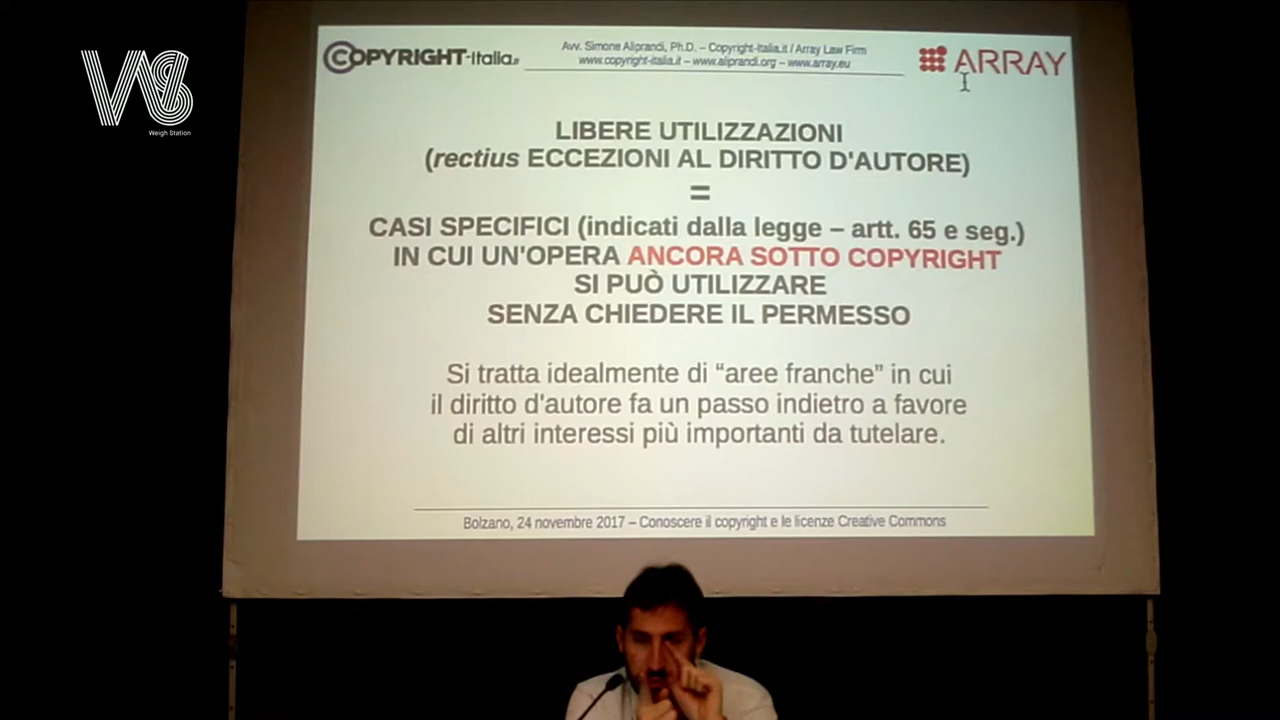 WS
Weigh Station
COPYRIGHT-Italia.it
Avv. Simone Aliprandi, Ph.D. – Copyright-Italia.it / Array Law Firm
www.copyright-italia.it – www.aliprandi.org – www.array.eu
ARRAY
LIBERE UTILIZZAZIONI
(rectius ECCEZIONI AL DIRITTO D'AUTORE)
=
CASI SPECIFICI (indicati dalla legge – artt. 65 e seg.)
IN CUI UN'OPERA ANCORA SOTTO COPYRIGHT
SI PUÒ UTILIZZARE
SENZA CHIEDERE IL PERMESSO
Si tratta idealmente di “aree franche” in cui
il diritto d'autore fa un passo indietro a favore
di altri interessi più importanti da tutelare.
Bolzano, 24 novembre 2017 – Conoscere il copyright e le licenze Creative Commons